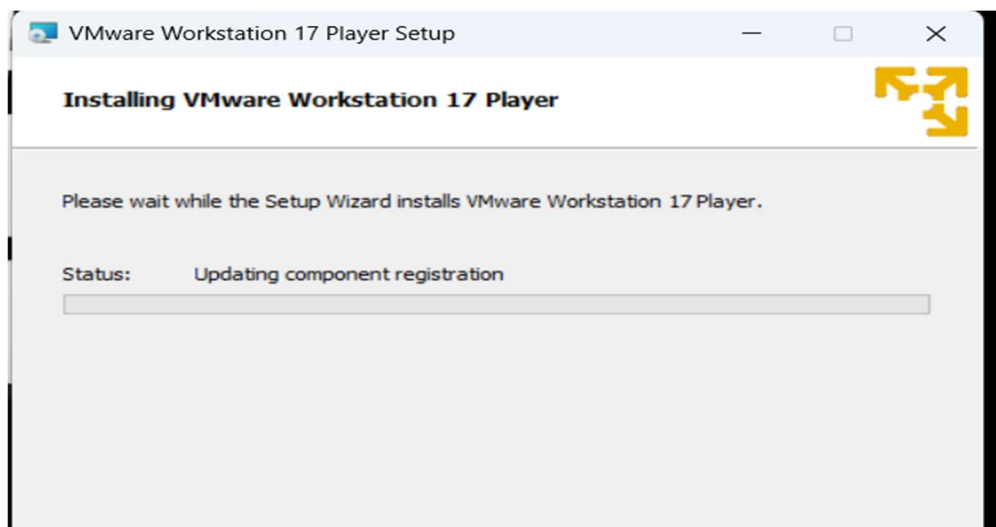 VMware Workstation 17 Player Setup
Installing VMware Workstation 17 Player
Please wait while the Setup Wizard installs VMware Workstation 17 Player.
Status: Updating component registration